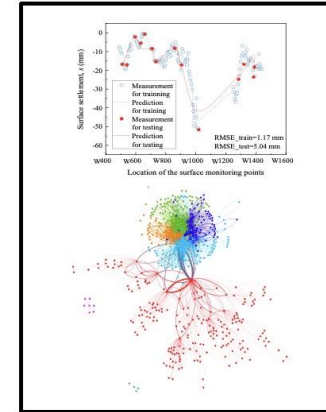 0
-10
-20
-30
-40
-50
-60
Surface settlement, s (mm)
Measurement
for trainning
Prediction
for training
Measurement
for testing
Prediction
for testing
RMSE_train=1.17 mm
RMSE_test=5.04 mm
W400 W600 W800 W1000 W1200 W1400 W1600
Location of the surface monitoring points